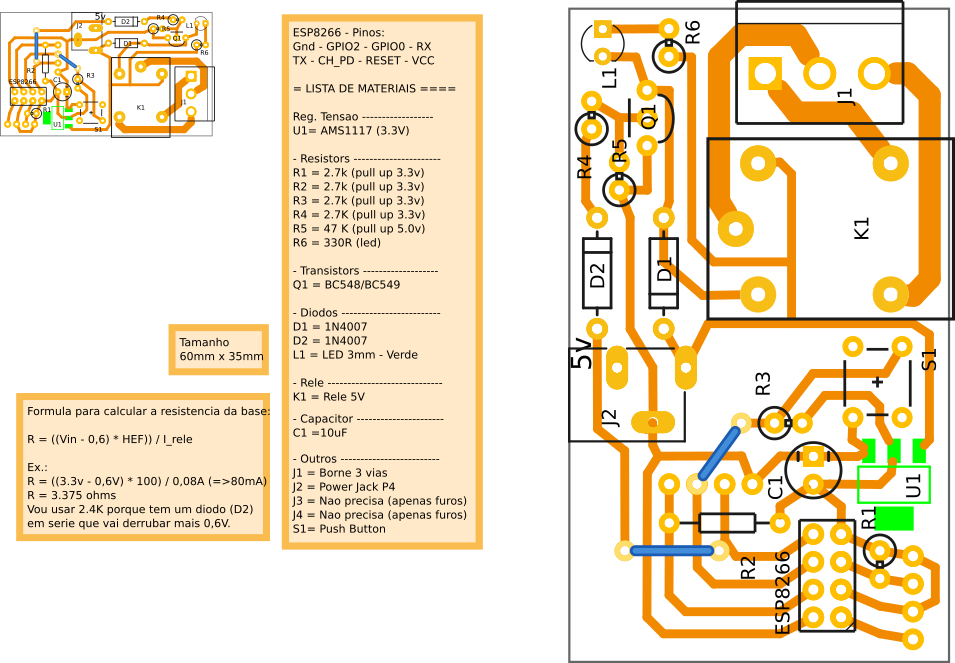 5v
J2
D2
R4
R5
L1
Q1
D1
R6
R2
R3
ESP8266
C1
K1
J1
R1
U1
S1
Tamanho
60mm x 35mm
Formula para calcular a resistencia da base:
R = ((Vin - 0,6) * HEF)) / I_rele
Ex.:
R = ((3.3v - 0,6V) * 100) / 0,08A (=>80mA)
R = 3.375 ohms
Vou usar 2.4K porque tem um diodo (D2)
em serie que vai derrubar mais 0,6V.
ESP8266 - Pinos:
Gnd - GPIO2 - GPIO0 - RX
TX - CH_PD - RESET - VCC
= LISTA DE MATERIAIS ====
Reg. Tensao -----------------
U1= AMS1117 (3.3V)
- Resistors ----------------------
R1 = 2.7k (pull up 3.3v)
R2 = 2.7k (pull up 3.3v)
R3 = 2.7k (pull up 3.3v)
R4 = 2.7K (pull up 3.3v)
R5 = 47 K (pull up 5.0v)
R6 = 330R (led)
- Transistors -------------------
Q1 = BC548/BC549
- Diodos -------------------------
D1 = 1N4007
D2 = 1N4007
L1 = LED 3mm - Verde
- Rele -----------------------------
K1 = Rele 5V
- Capacitor ----------------------
C1 =10uF
- Outros -------------------------
J1 = Borne 3 vias
J2 = Power Jack P4
J3 = Nao precisa (apenas furos)
J4 = Nao precisa (apenas furos)
S1= Push Button
R6
L1
J1
Q1
R5
R4
K1
D2
D1
5v
S1
R3
+
J2
C1
U1
R1
R2
ESP8266